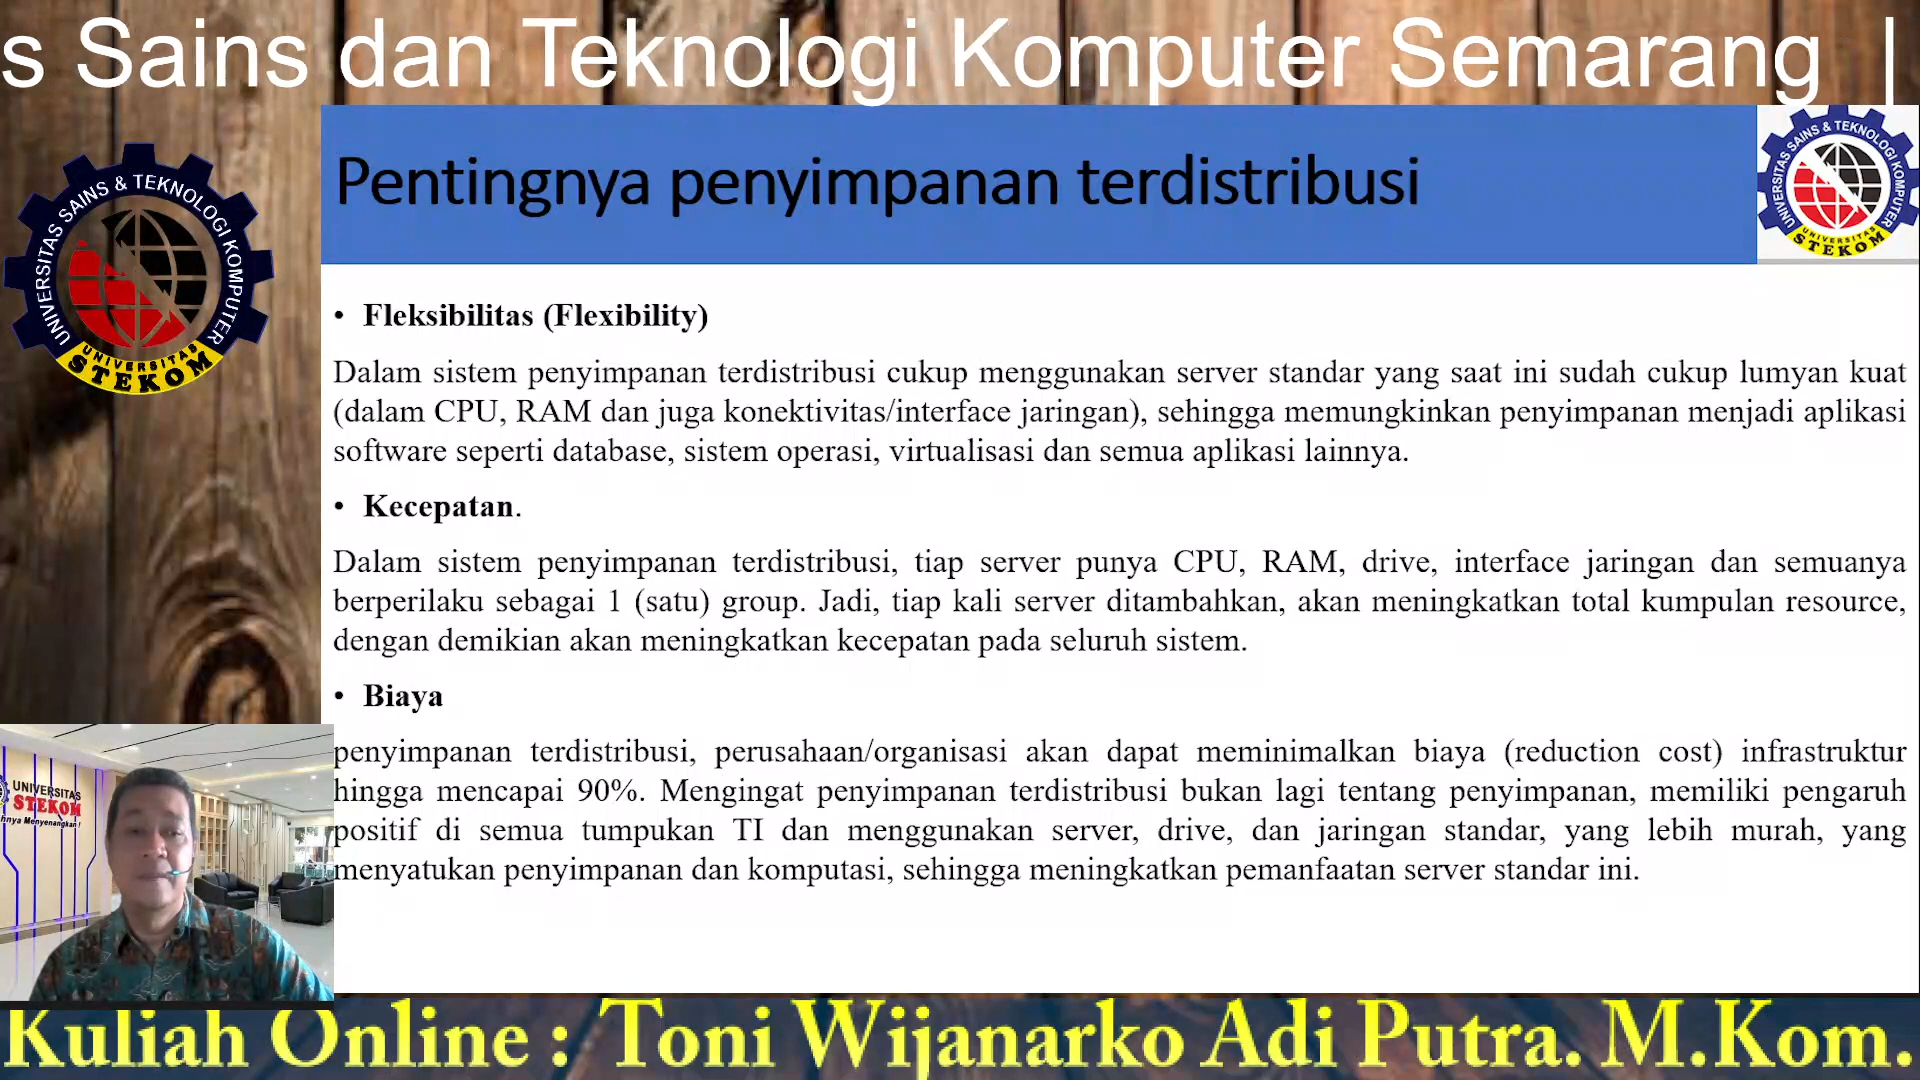 s Sains dan Teknologi Komputer Semarang |
UNIVERSITAS SAINS & TEKNOLOGI KOMPUTER
UNIVERSITAS
STEKOM
Pentingnya penyimpanan terdistribusi
UNIVERSITAS SAINS & TEKNOLOGI KOMPUTER
UNIVERSITAS
STEKOM
• Fleksibilitas (Flexibility)
Dalam sistem penyimpanan terdistribusi cukup menggunakan server standar yang saat ini sudah cukup lumyan kuat
(dalam CPU, RAM dan juga konektivitas/interface jaringan), sehingga memungkinkan penyimpanan menjadi aplikasi
software seperti database, sistem operasi, virtualisasi dan semua aplikasi lainnya.
• Kecepatan.
Dalam sistem penyimpanan terdistribusi, tiap server punya CPU, RAM, drive, interface jaringan dan semuanya
berperilaku sebagai 1 (satu) group. Jadi, tiap kali server ditambahkan, akan meningkatkan total kumpulan resource,
dengan demikian akan meningkatkan kecepatan pada seluruh sistem.
• Biaya
penyimpanan terdistribusi, perusahaan/organisasi akan dapat meminimalkan biaya (reduction cost) infrastruktur
hingga mencapai 90%. Mengingat penyimpanan terdistribusi bukan lagi tentang penyimpanan, memiliki pengaruh
positif di semua tumpukan TI dan menggunakan server, drive, dan jaringan standar, yang lebih murah, yang
menyatukan penyimpanan dan komputasi, sehingga meningkatkan pemanfaatan server standar ini.
UNIVERSITAS
STEKOM
hnya Menyenangkan!
Kuliah Online : Toni Wijanarko Adi Putra. M.Kom.